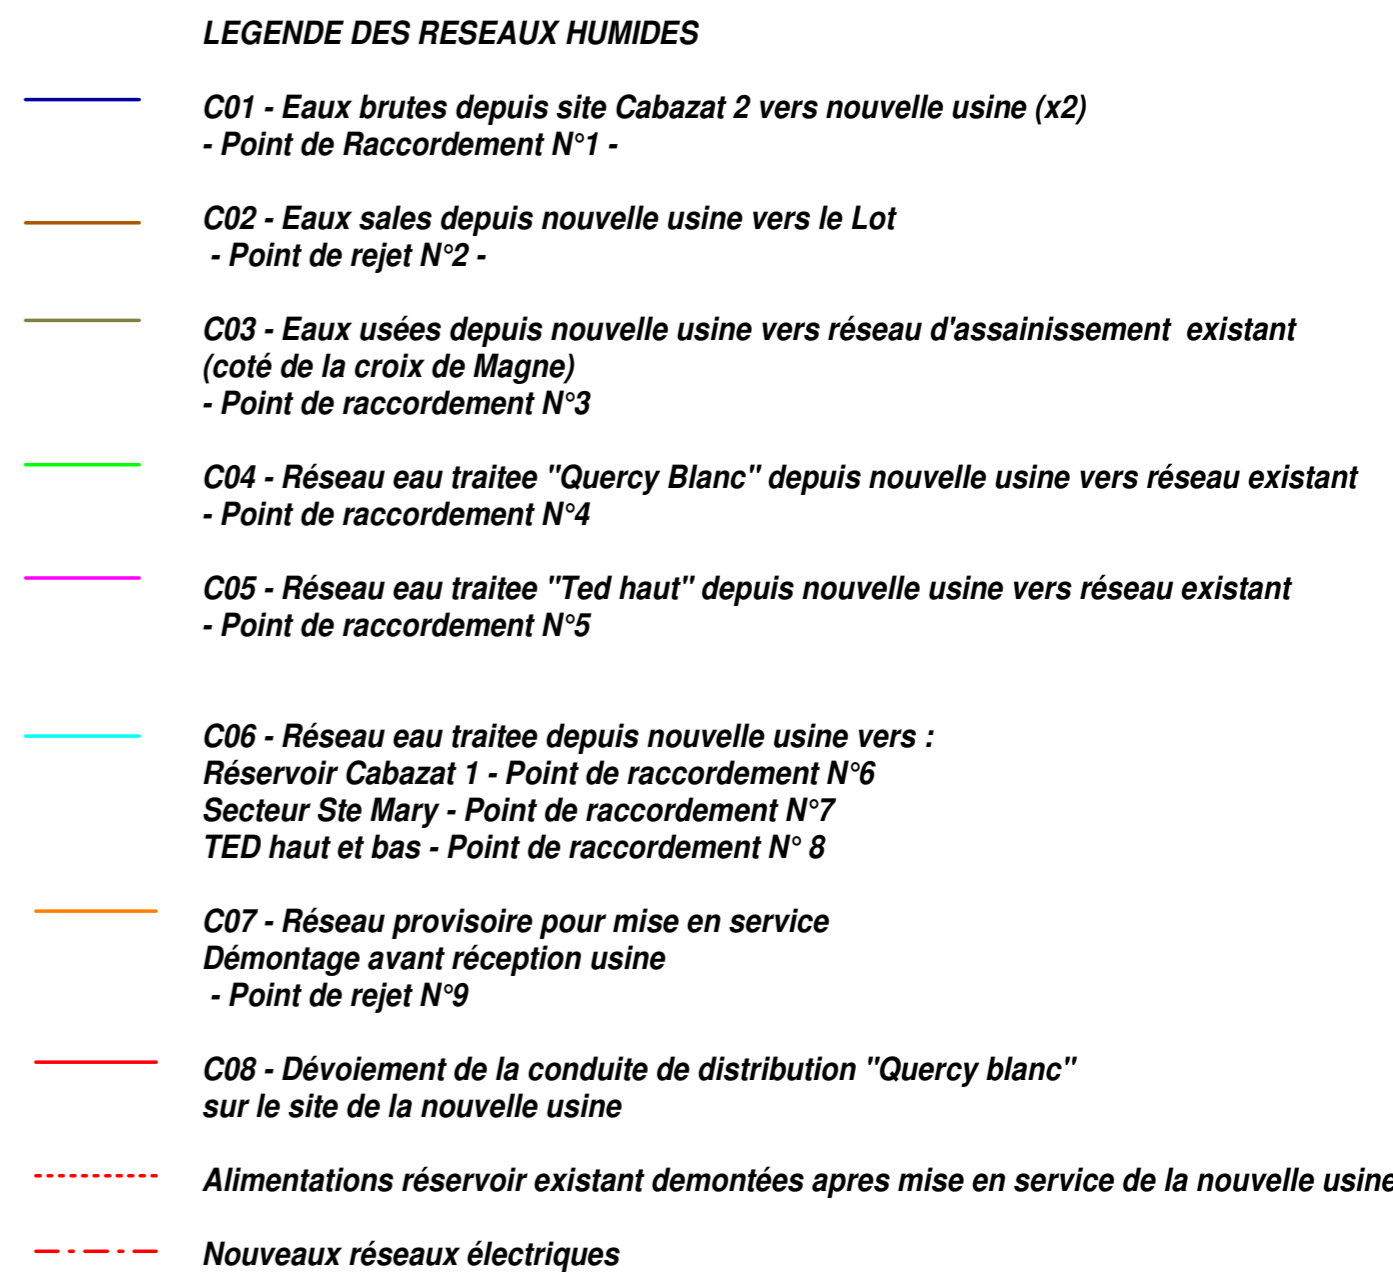 LEGENDE DES RESEAUX HUMIDES
C01 - Eaux brutes depuis site Cabazat 2 vers nouvelle usine (x2)
- Point de Raccordement N°1 -
C02 - Eaux sales depuis nouvelle usine vers le Lot
- Point de rejet N°2 -
C03 - Eaux usées depuis nouvelle usine vers réseau d'assainissement existant
(coté de la croix de Magne)
- Point de raccordement N°3
C04 - Réseau eau traitee "Quercy Blanc" depuis nouvelle usine vers réseau existant
- Point de raccordement N°4
C05 - Réseau eau traitee "Ted haut" depuis nouvelle usine vers réseau existant
- Point de raccordement N°5
C06 - Réseau eau traitee depuis nouvelle usine vers :
Réservoir Cabazat 1 - Point de raccordement N°6
Secteur Ste Mary - Point de raccordement N°7
TED haut et bas - Point de raccordement N° 8
C07 - Réseau provisoire pour mise en service
Démontage avant réception usine
- Point de rejet N°9
C08 - Dévoiement de la conduite de distribution "Quercy blanc"
sur le site de la nouvelle usine
Alimentations réservoir existant demontées apres mise en service de la nouvelle usine
Nouveaux réseaux électriques